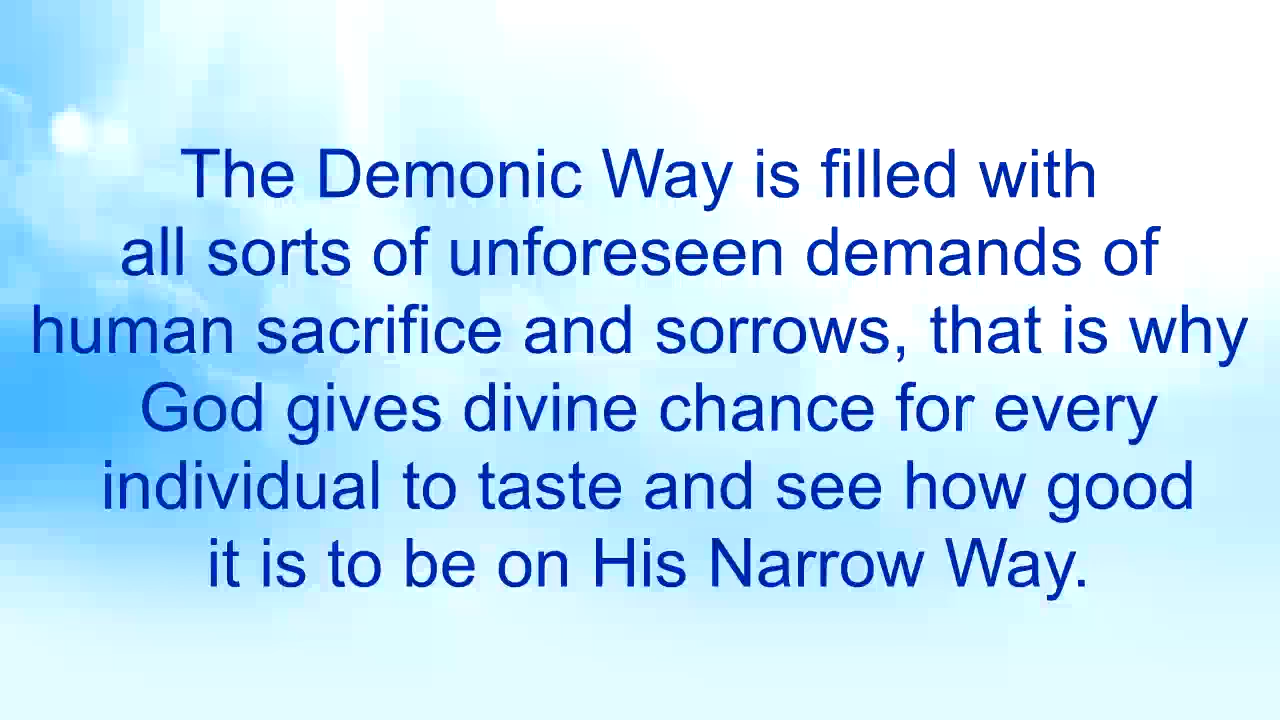 The Demonic Way is filled with
all sorts of unforeseen demands of
human sacrifice and sorrows, that is why
God gives divine chance for every
individual to taste and see how good
it is to be on His Narrow Way.